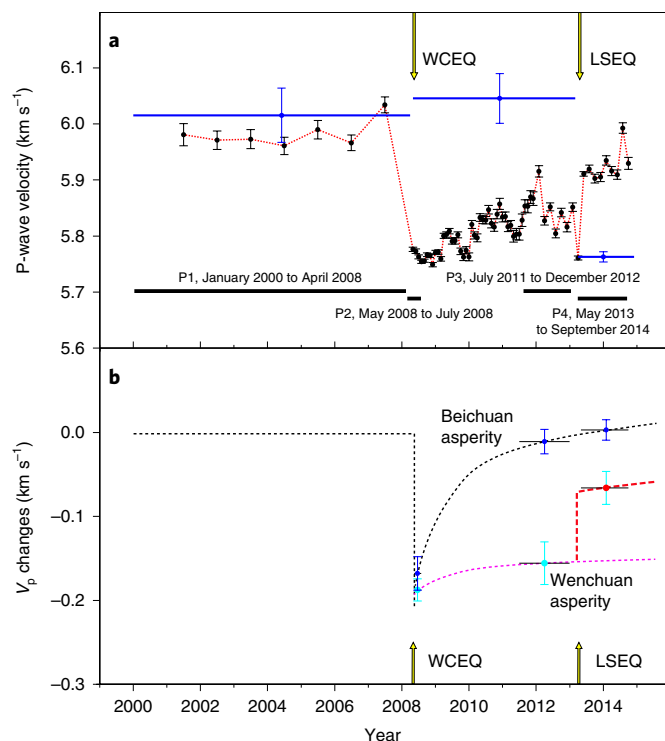 a
WCEQ
LSEQ
P-wave velocity (km s⁻¹)
6.1
6.0
5.9
5.8
5.7
5.6
P1, January 2000 to April 2008
P3, July 2011 to December 2012
P2, May 2008 to July 2008
P4, May 2013
to September 2014
b
Vp changes (km s⁻¹)
0.0
−0.1
−0.2
−0.3
Beichuan
asperity
Wenchuan
asperity
WCEQ
LSEQ
2000
2002
2004
2006
2008
2010
2012
2014
Year